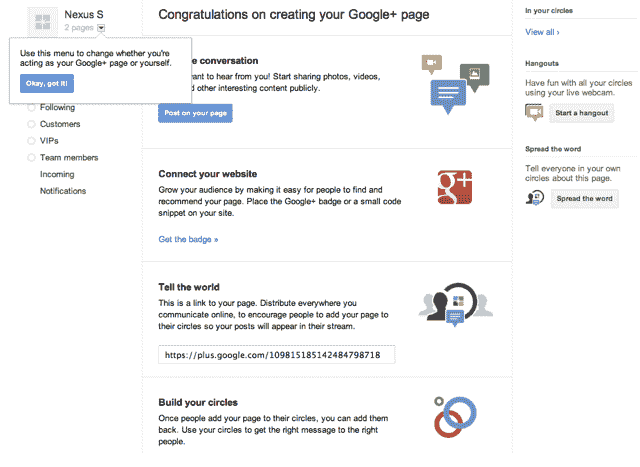 Nexus S
2 pages
Use this menu to change whether you're
acting as your Google+ page or yourself.
Okay, got it!
Following
Customers
VIPs
Team members
Incoming
Notifications
Congratulations on creating your Google+ page
conversation
want to hear from you! Start sharing photos, videos,
other interesting content publicly.
Post on your page
Connect your website
Grow your audience by making it easy for people to find and
recommend your page. Place the Google+ badge or a small code
snippet on your site.
Get the badge »
Tell the world
This is a link to your page. Distribute everywhere you
communicate online, to encourage people to add your page to
their circles so your posts will appear in their stream.
https://plus.google.com/109815185142484798718
Build your circles
Once people add your page to their circles, you can add them
back. Use your circles to get the right message to the right
people.
In your circles
View all ›
Hangouts
Have fun with all your circles
using your live webcam.
Start a hangout
Spread the word
Tell everyone in your own
circles about this page.
Spread the word